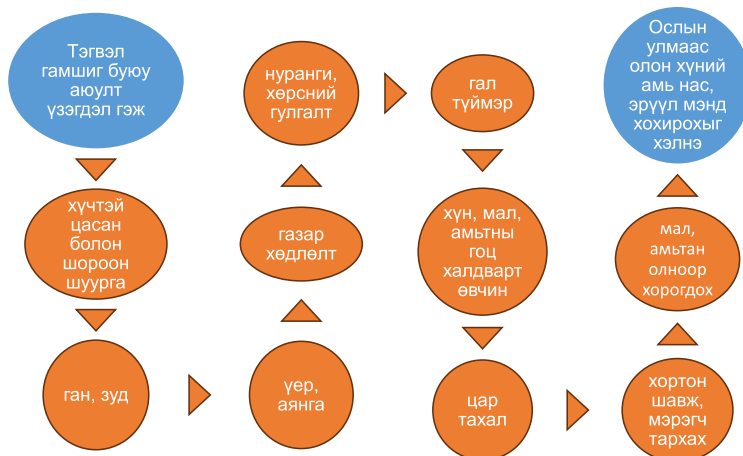 Тэгвэл
гамшиг буюу
аюулт
үзэгдэл гэж
хүчтэй
цасан
болон
шороон
шуурга
ган, зуд
үер,
аянга
газар
хөдлөлт
нуранги,
хөрсний
гулгалт
гал
түймэр
хүн, мал,
амьтны
гоц
халдварт
өвчин
цар
тахал
хортон
шавж,
мэрэгч
тархах
мал,
амьтан
олноор
хорогдох
Ослын
улмаас
олон хүний
амь нас,
эрүүл мэнд
хохирохыг
хэлнэ